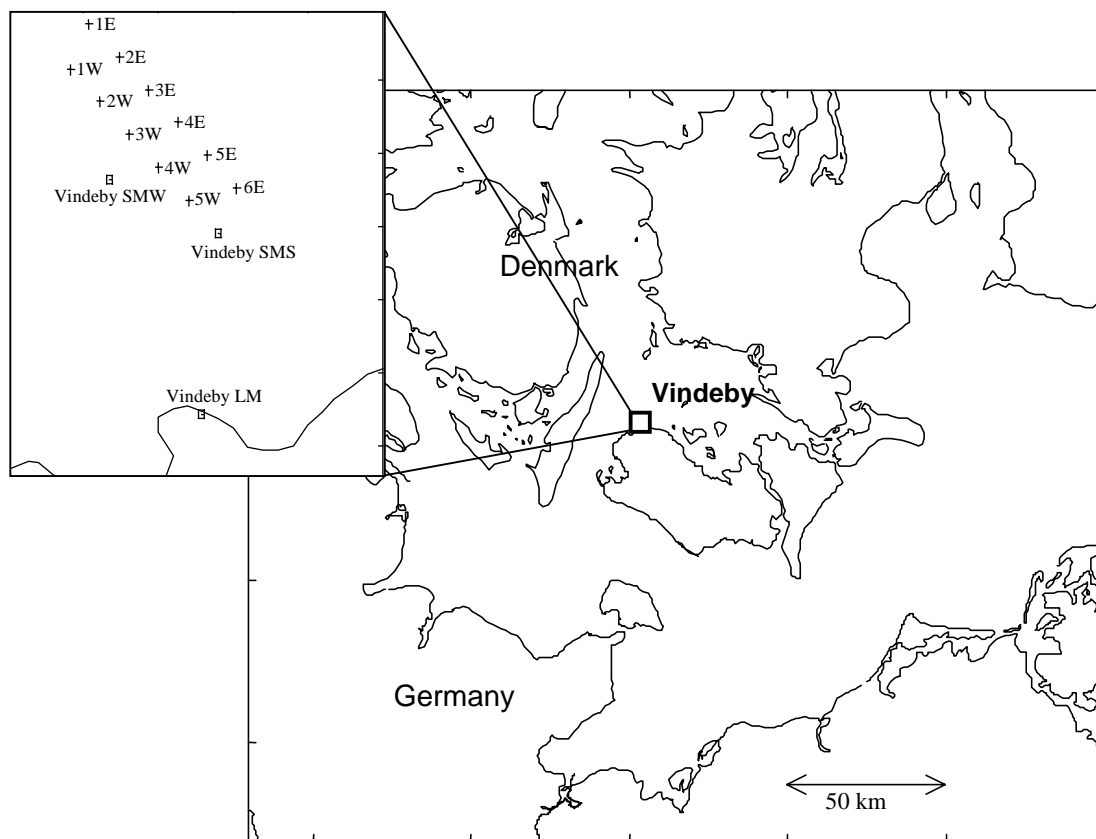 +1E
+2E
+1W
+3E
+2W
+4E
+3W
+5E
+4W
+6E
Vindeby SMW
+5W
Vindeby SMS
Denmark
Vindeby LM
Vindeby
Germany
50 km